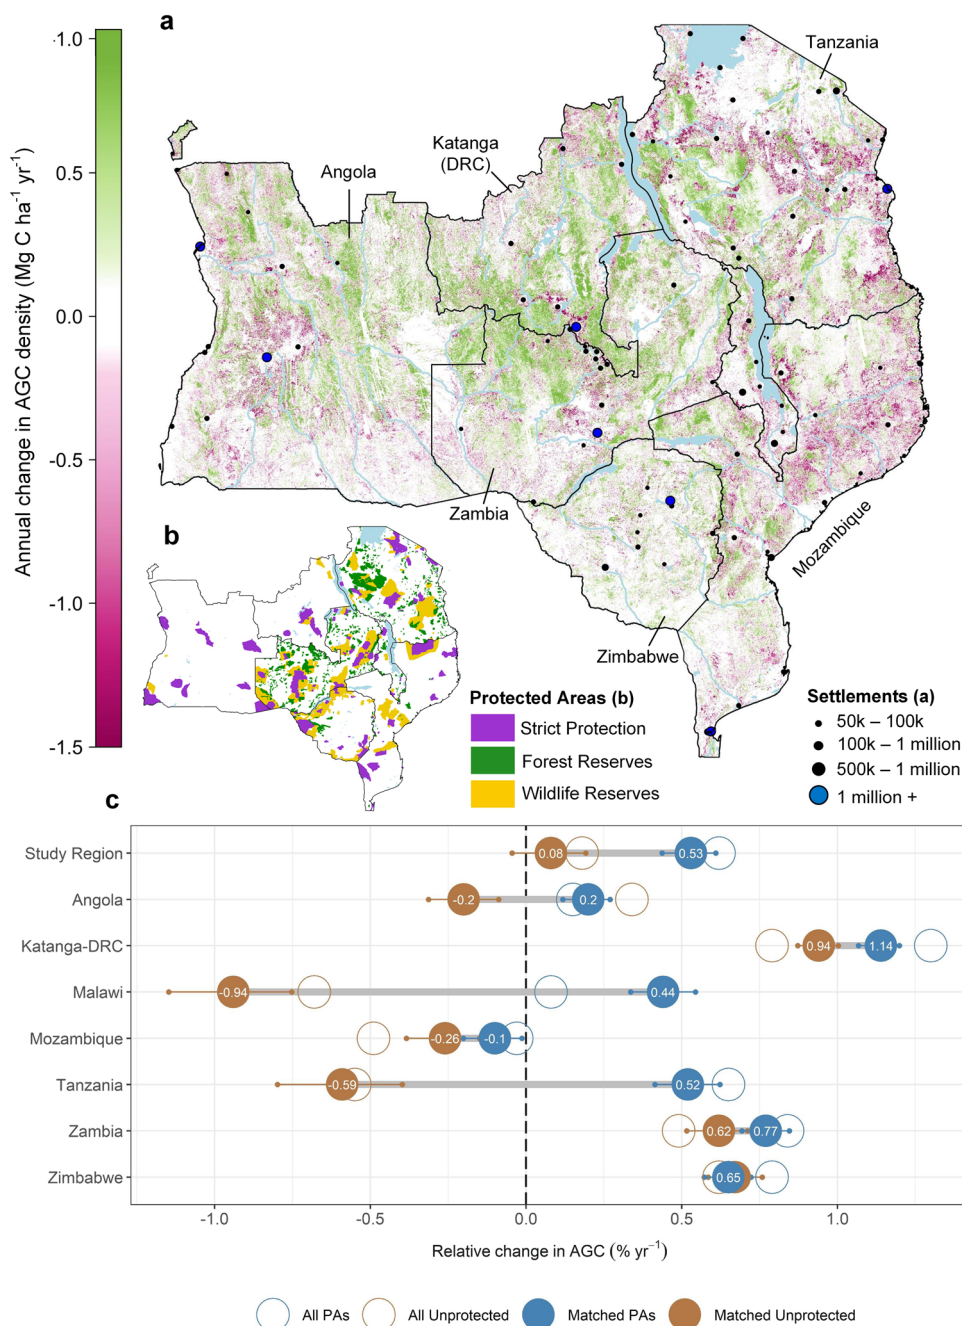 a
Annual change in AGC density (Mg C ha⁻¹ yr⁻¹)
1.0
0.5
0.0
-0.5
-1.0
-1.5
Tanzania
Katanga
(DRC)
Angola
Zambia
Mozambique
Zimbabwe
b
Protected Areas (b)
Strict Protection
Forest Reserves
Wildlife Reserves
Settlements (a)
50k – 100k
100k – 1 million
500k – 1 million
1 million +
c
Study Region
0.08
0.53
Angola
-0.2
0.2
Katanga-DRC
0.94
1.14
Malawi
-0.94
0.44
Mozambique
-0.26
-0.1
Tanzania
-0.59
0.52
Zambia
0.62
0.77
Zimbabwe
0.65
-1.0
-0.5
0.0
0.5
1.0
Relative change in AGC (% yr⁻¹)
All PAs
All Unprotected
Matched PAs
Matched Unprotected